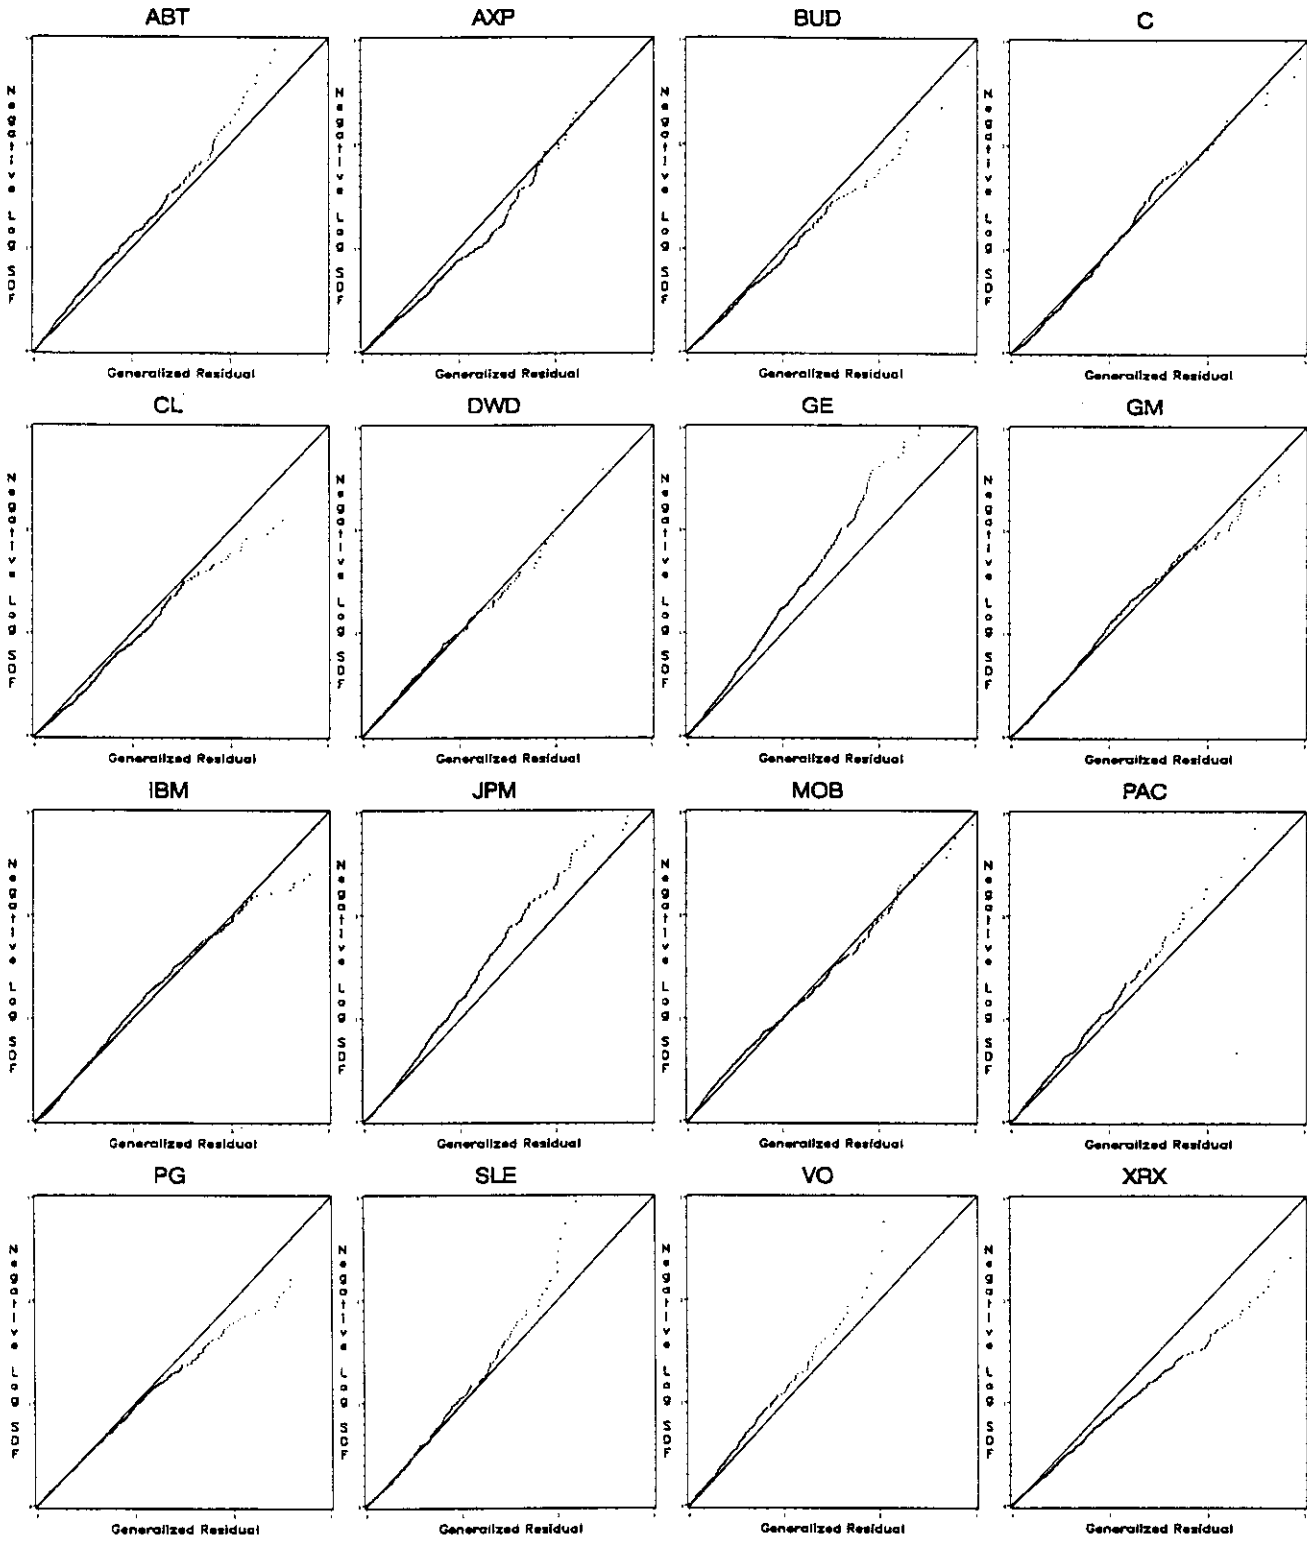 ABT AXP BUD C
Negative Log SDF Negative Log SDF Negative Log SDF Negative Log SDF
Generalized Residual Generalized Residual Generalized Residual Generalized Residual
CL DWD GE GM
Negative Log SDF Negative Log SDF Negative Log SDF Negative Log SDF
Generalized Residual Generalized Residual Generalized Residual Generalized Residual
IBM JPM MOB PAC
Negative Log SDF Negative Log SDF Negative Log SDF Negative Log SDF
Generalized Residual Generalized Residual Generalized Residual Generalized Residual
PG SLE VO XRX
Negative Log SDF Negative Log SDF Negative Log SDF Negative Log SDF
Generalized Residual Generalized Residual Generalized Residual Generalized Residual